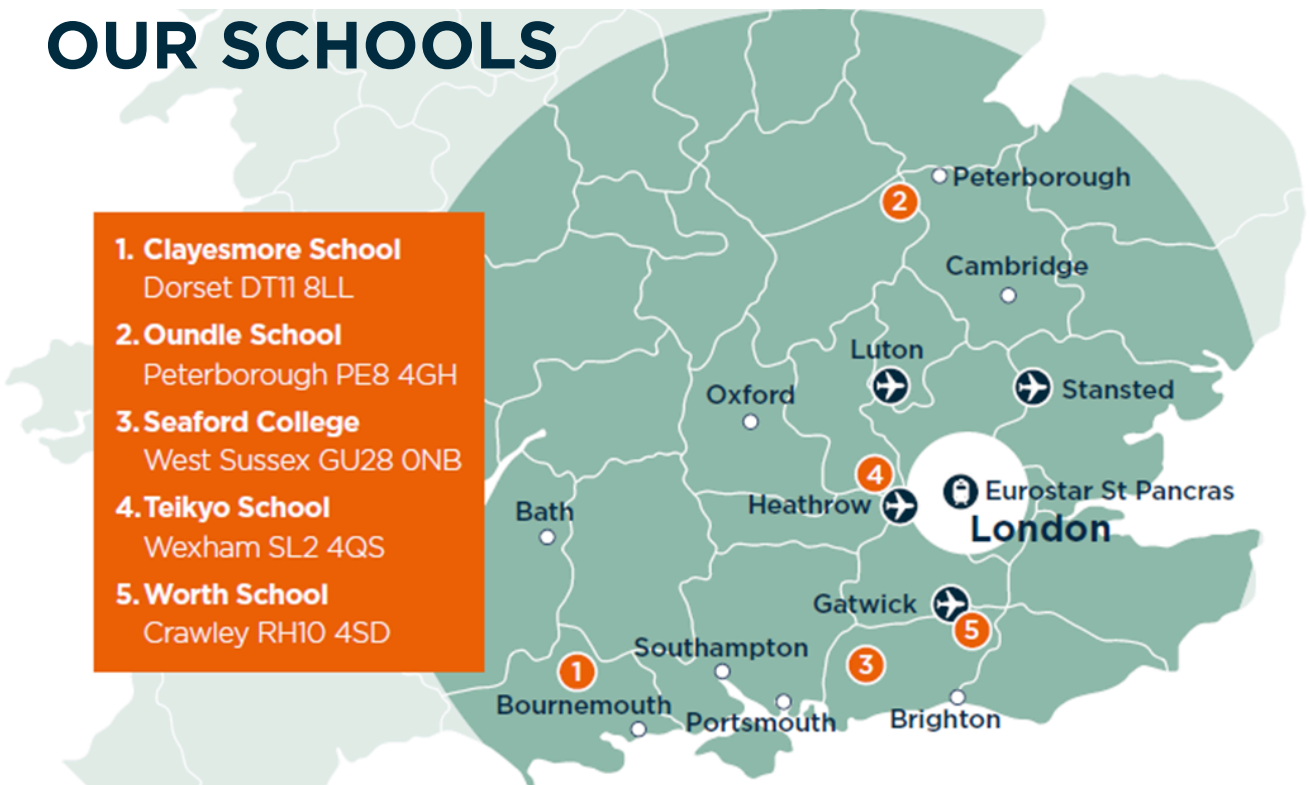 OUR SCHOOLS
1. Clayesmore School
Dorset DT11 8LL
2. Oundle School
Peterborough PE8 4GH
3. Seaford College
West Sussex GU28 0NB
4. Teikyo School
Wexham SL2 4QS
5. Worth School
Crawley RH10 4SD
Peterborough
2
Cambridge
Luton
Oxford
Stansted
4
Heathrow
Eurostar St Pancras
London
Bath
Gatwick
5
Southampton
3
1
Bournemouth
Portsmouth
Brighton